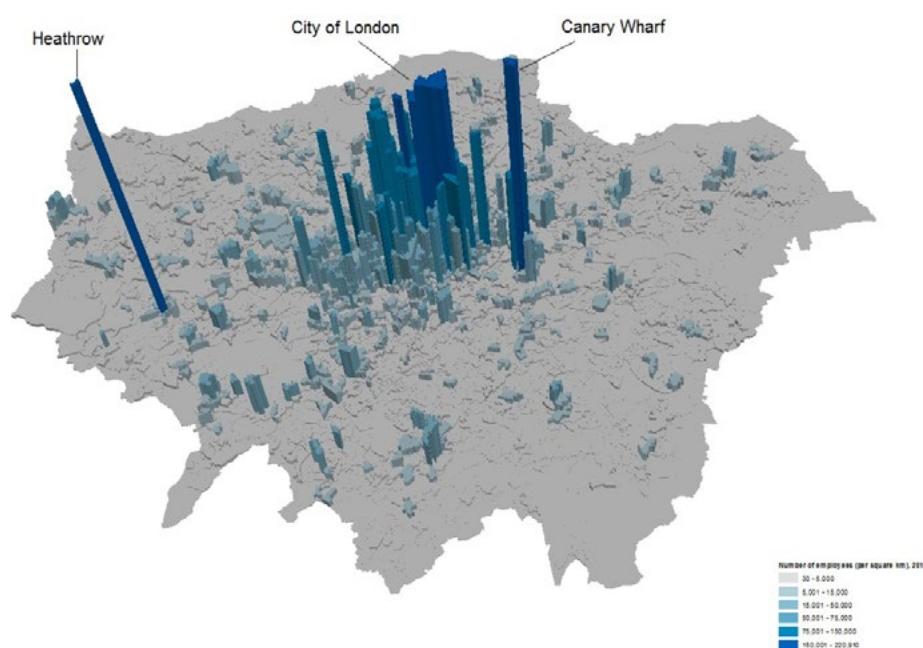 Heathrow
City of London
Canary Wharf
Number of employees (per square km), 201
30 - 5,000
5,001 - 15,000
15,001 - 50,000
50,001 - 75,000
75,001 - 150,000
150,001 - 220,910